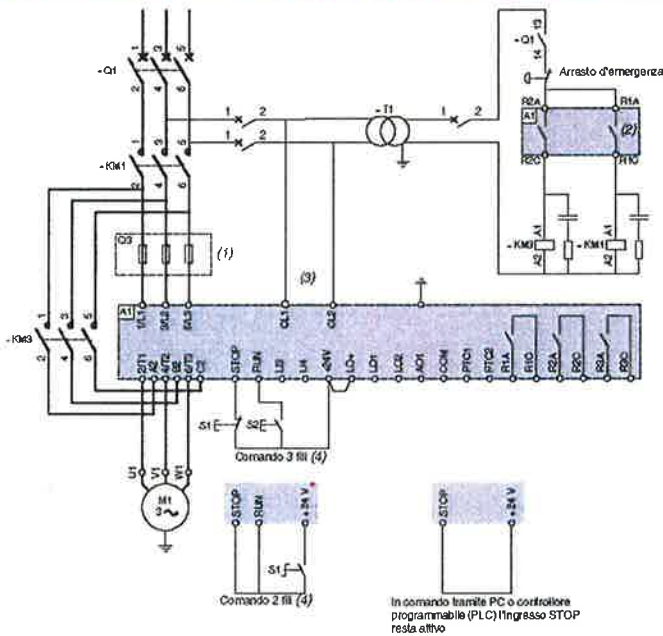 1 3 5
- Q1
2 4 6
1 2
1 2
- T1
1 2
13
- Q1
14
Arresto d'emergenza
R2A R1A
A1
(2)
R2C R1C
1 3 5
- KM1
2 4 6
Q3
(1)
A1 A1
- KM3 - KM1
A2 A2
(3)
A1
1/L1 3/L2 5/L3 CL1 CL2
1 3 5
- KM3
2 4 6
2/T1 A2 4/T2 B2 6/T3 C2 STOP RUN LI3 LI4 +24V LO+ LO1 LO2 AO1 COM PTC1 PTC2 R1A R1C R2A R2C R3A R3C
S1 S2
Comando 3 fili (4)
U1 V1 W1
M1
3 ~
STOP RUN +24 V
S1
Comando 2 fili (4)
STOP +24 V
In comando tramite PC o controllore
programmabile (PLC) l'ingresso STOP
resta attivo